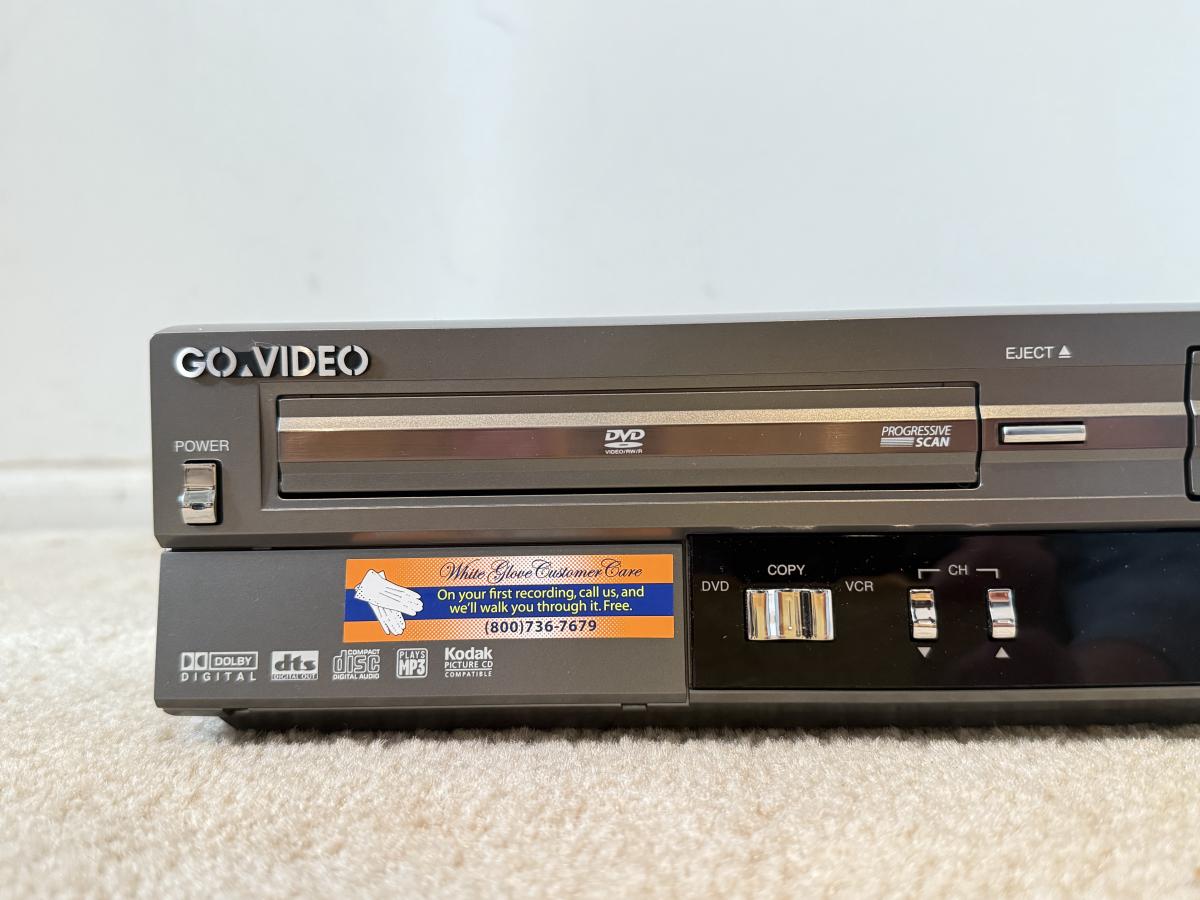 GO VIDEO
EJECT
POWER
DVD
VIDEO/RW/R
PROGRESSIVE
SCAN
White Glove Customer Care
On your first recording, call us, and
we'll walk you through it. Free.
(800)736-7679
DVD
COPY
VCR
CH
DOLBY
DIGITAL
dts
DIGITAL OUT
COMPACT
disc
DIGITAL AUDIO
PLAYS
MP3
Kodak
PICTURE CD
COMPATIBLE